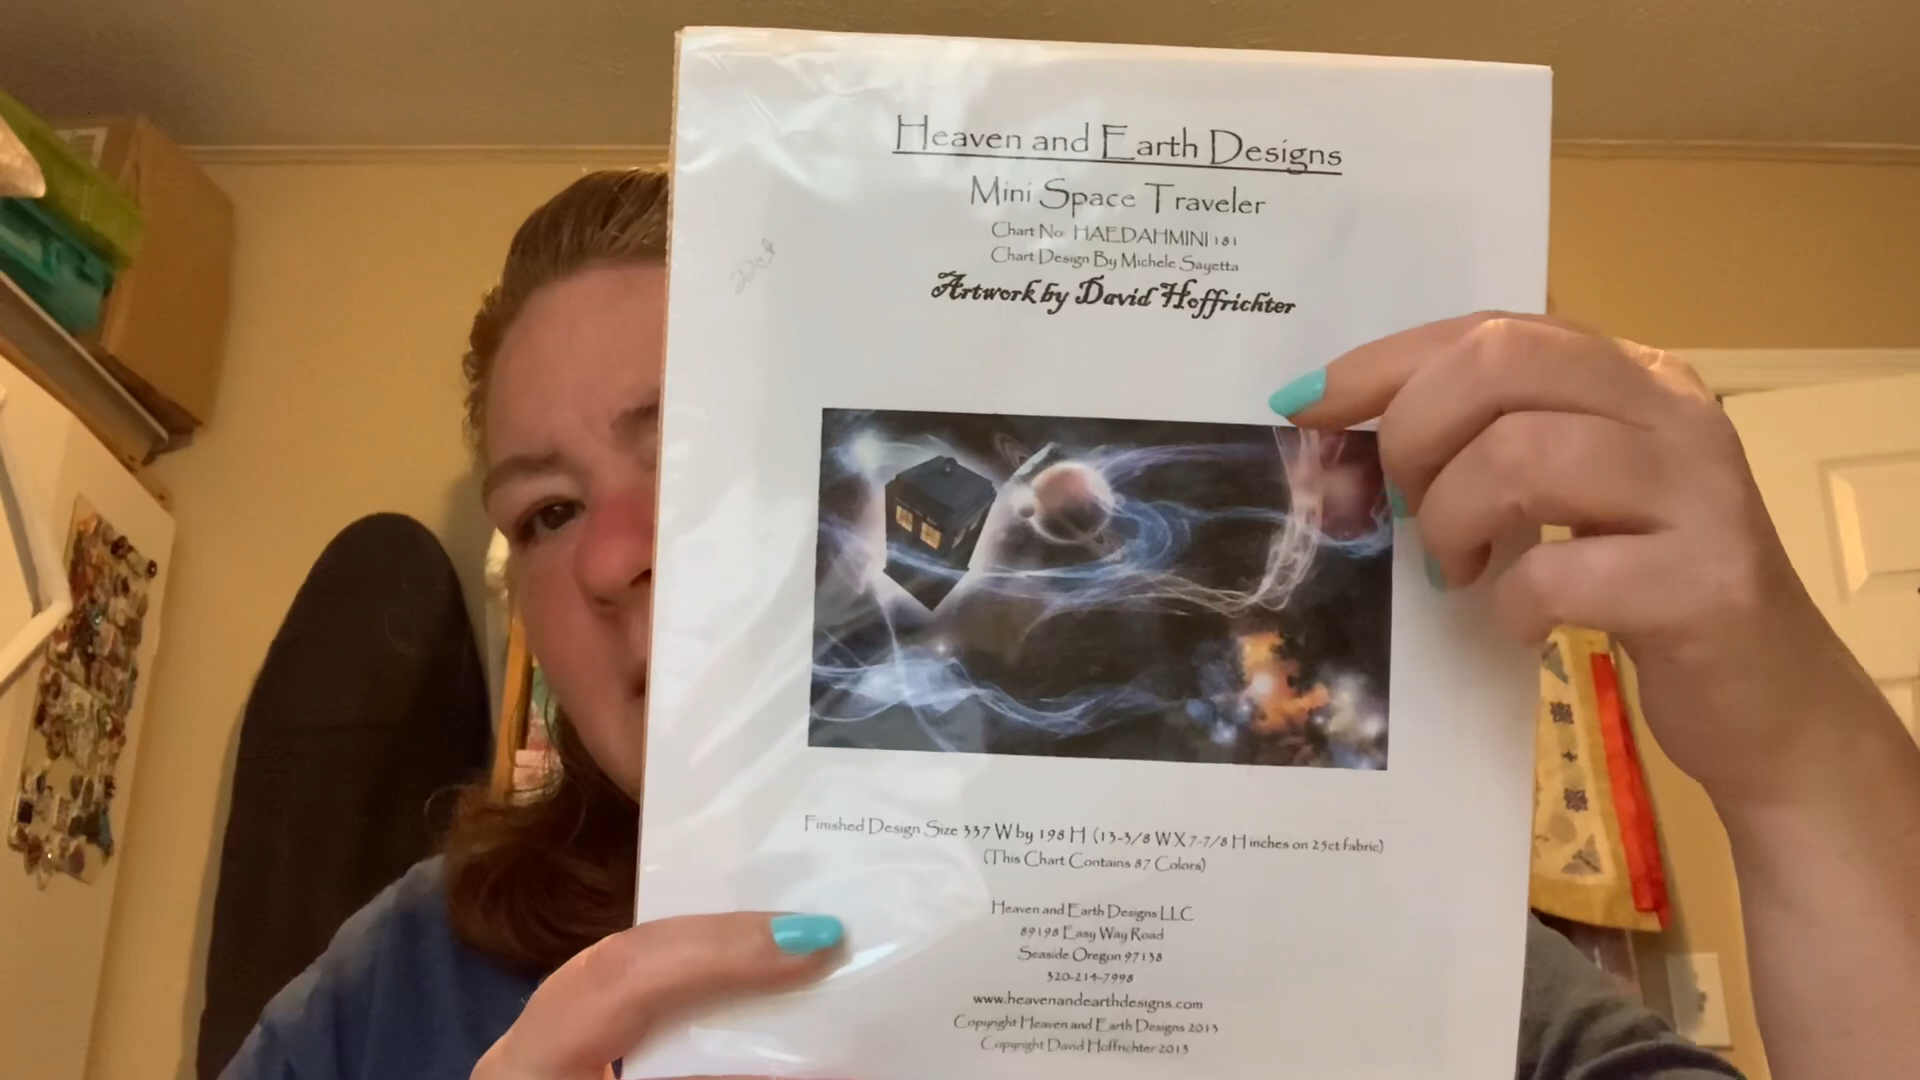 Heaven and Earth Designs
Mini Space Traveler
Chart No: HAEDAHMINI 181
Chart Design By Michele Sayetta
Artwork by David Hoffrichter
22ct
Finished Design Size 337 W by 198 H (13-3/8 W X 7-7/8 H inches on 25ct fabric)
(This Chart Contains 87 Colors)
Heaven and Earth Designs LLC
89198 Easy Way Road
Seaside Oregon 97138
320-214-7998
www.heavenandearthdesigns.com
Copyright Heaven and Earth Designs 2013
Copyright David Hoffrichter 2013